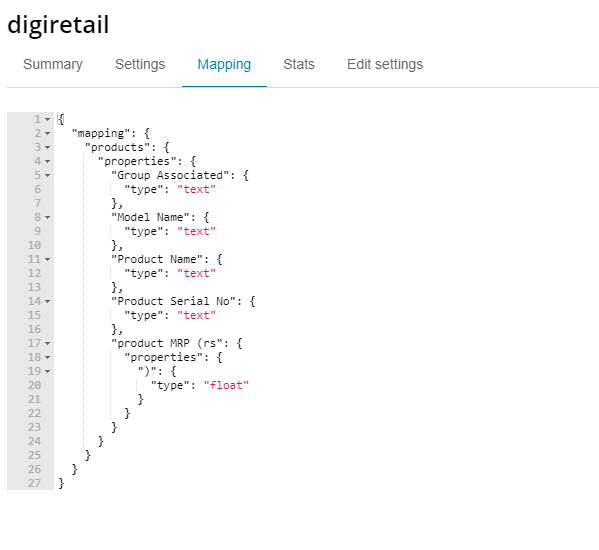 digiretail
Summary Settings Mapping Stats Edit settings
1 {
2 "mapping": {
3 "products": {
4 "properties": {
5 "Group Associated": {
6 "type": "text"
7 },
8 "Model Name": {
9 "type": "text"
10 },
11 "Product Name": {
12 "type": "text"
13 },
14 "Product Serial No": {
15 "type": "text"
16 },
17 "product MRP (rs": {
18 "properties": {
19 ")": {
20 "type": "float"
21 }
22 }
23 }
24 }
25 }
26 }
27 }